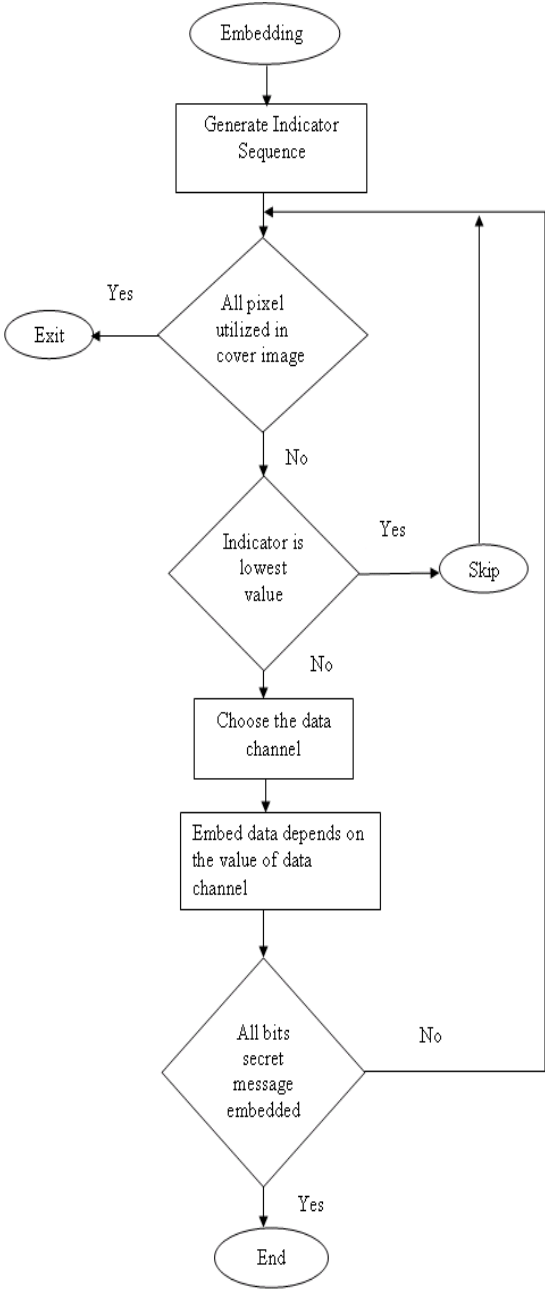 Embedding
Generate Indicator
Sequence
Yes
All pixel
utilized in
cover image
Exit
No
Indicator is
lowest
value
Yes
Skip
No
Choose the data
channel
Embed data depends on
the value of data
channel
All bits
secret
message
embedded
No
Yes
End